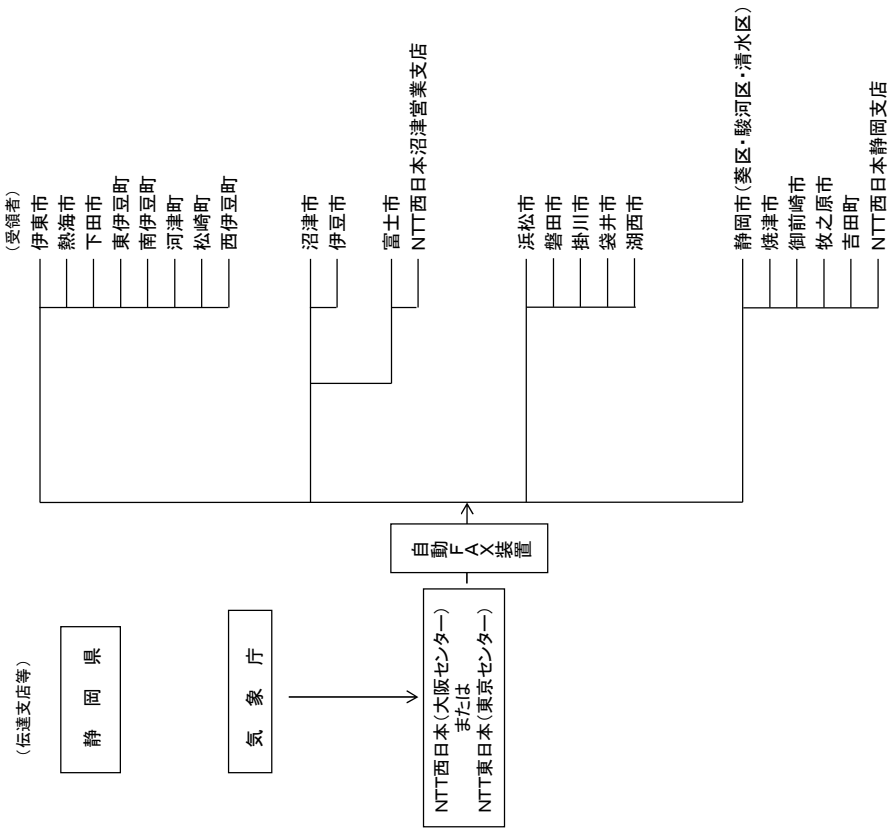 (伝達支店等)
静岡県
気象庁
NTT西日本(大阪センター)
または
NTT東日本(東京センター)
自動FAX装置
(受領者)
伊東市
熱海市
下田市
東伊豆町
南伊豆町
河津町
松崎町
西伊豆町
沼津市
伊豆市
富士市
NTT西日本沼津営業支店
浜松市
磐田市
掛川市
袋井市
湖西市
静岡市(葵区・駿河区・清水区)
焼津市
御前崎市
牧之原市
吉田町
NTT西日本静岡支店